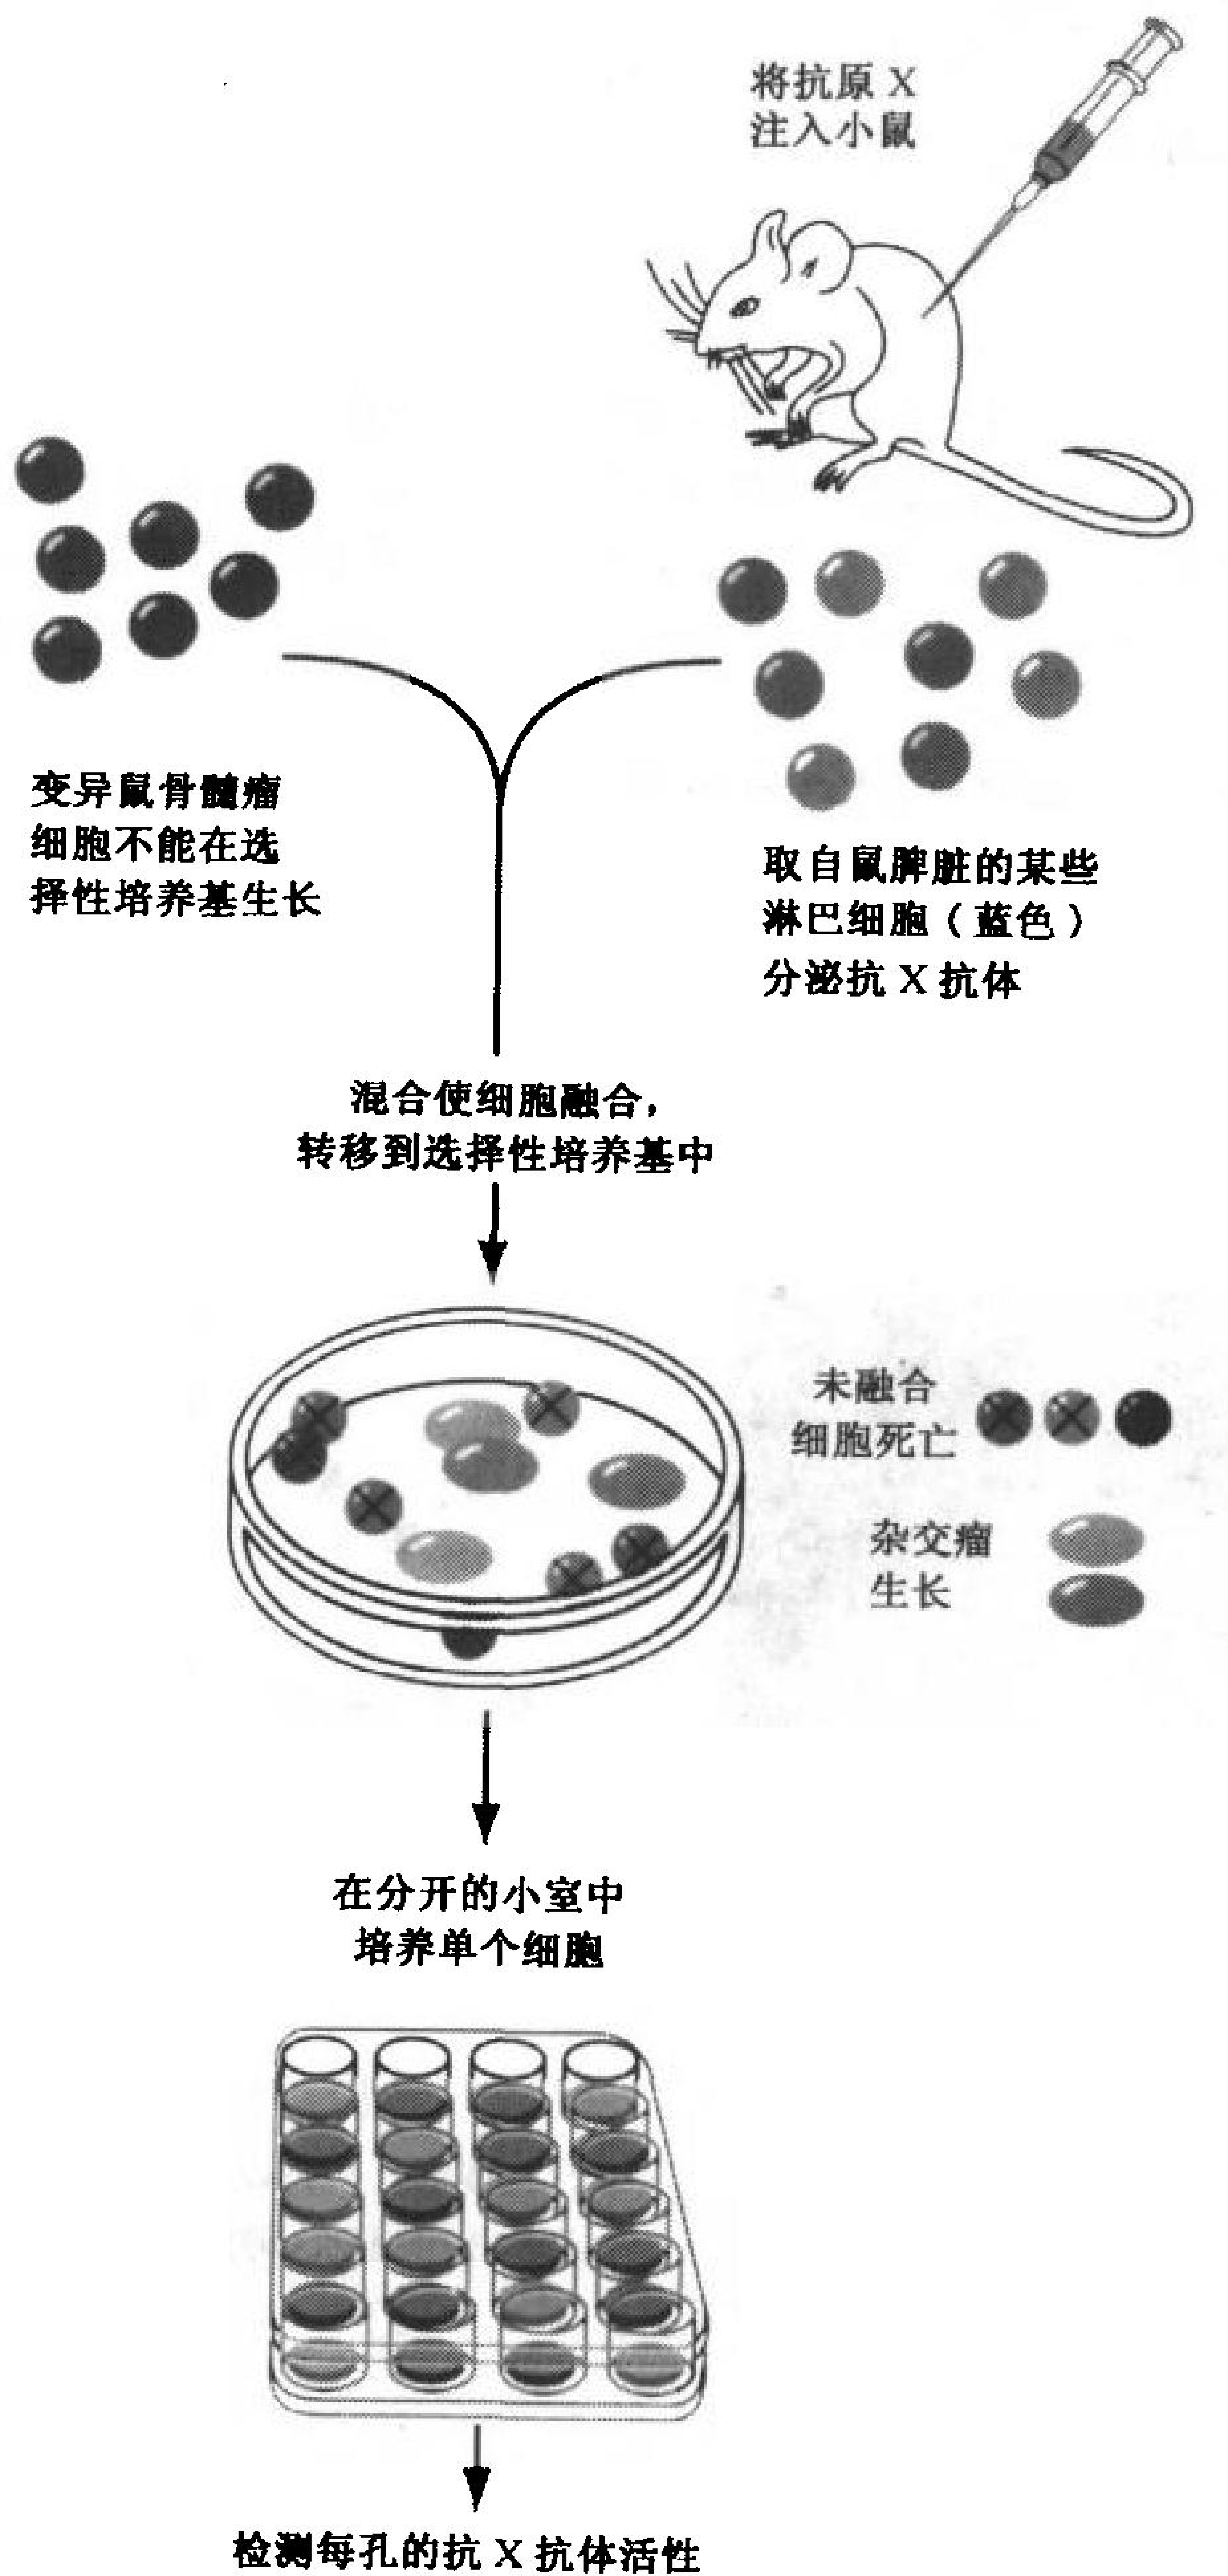 将抗原 X
注入小鼠
变异鼠骨髓瘤
细胞不能在选
择性培养基生长
取自鼠脾脏的某些
淋巴细胞（蓝色）
分泌抗 X 抗体
混合使细胞融合，
转移到选择性培养基中
未融合
细胞死亡
杂交瘤
生长
在分开的小室中
培养单个细胞
检测每孔的抗 X 抗体活性